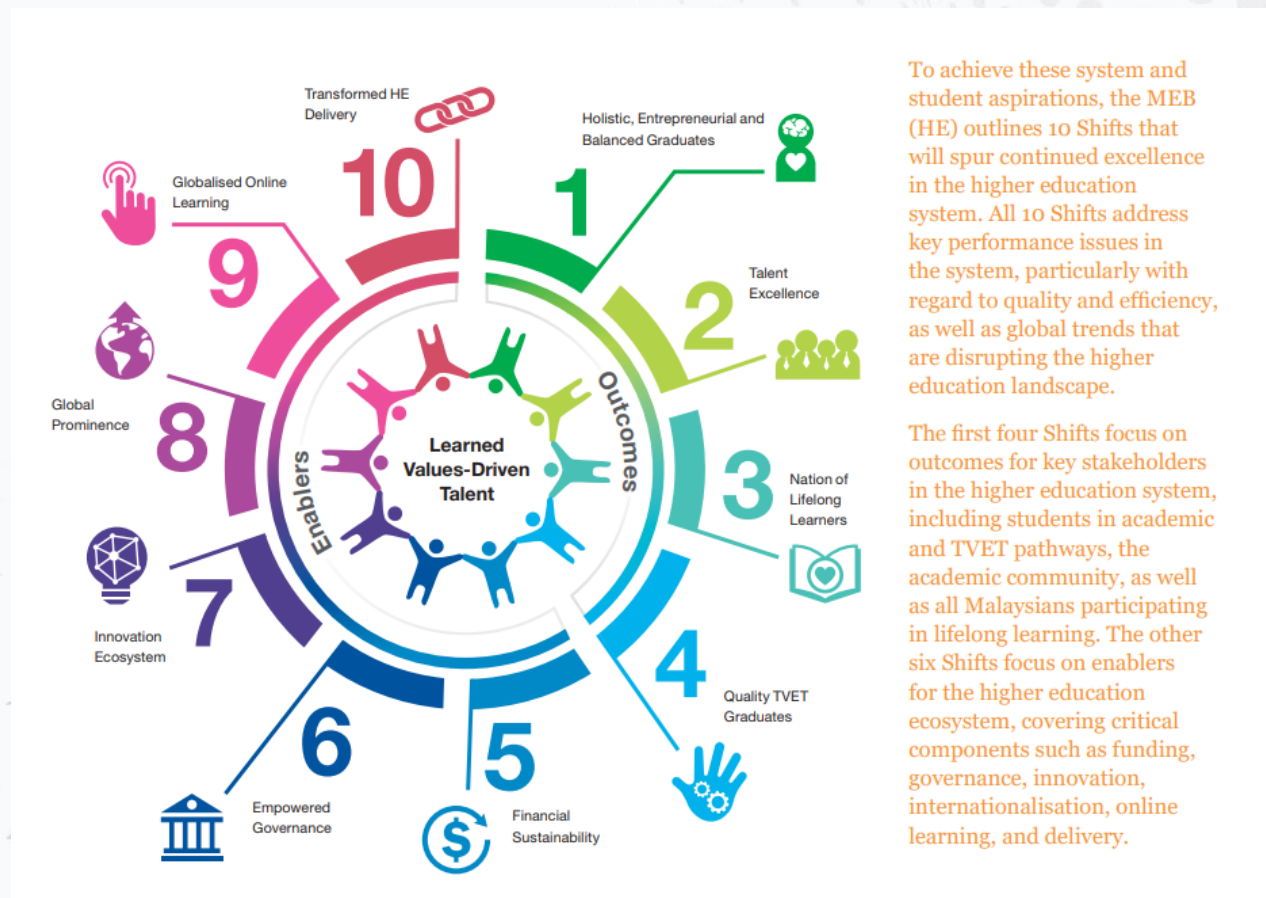 Transformed HE
Delivery
10
Holistic, Entrepreneurial and
Balanced Graduates
1
Talent
Excellence
2
Nation of
Lifelong
Learners
3
Quality TVET
Graduates
4
Financial
Sustainability
5
Empowered
Governance
6
Innovation
Ecosystem
7
Global
Prominence
8
Globalised Online
Learning
9
Enablers
Outcomes
Learned
Values-Driven
Talent
$
To achieve these system and
student aspirations, the MEB
(HE) outlines 10 Shifts that
will spur continued excellence
in the higher education
system. All 10 Shifts address
key performance issues in
the system, particularly with
regard to quality and efficiency,
as well as global trends that
are disrupting the higher
education landscape.
The first four Shifts focus on
outcomes for key stakeholders
in the higher education system,
including students in academic
and TVET pathways, the
academic community, as well
as all Malaysians participating
in lifelong learning. The other
six Shifts focus on enablers
for the higher education
ecosystem, covering critical
components such as funding,
governance, innovation,
internationalisation, online
learning, and delivery.